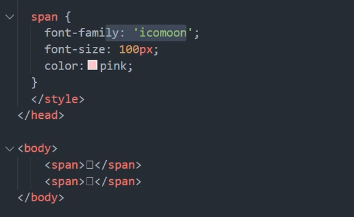 span {
font-family: 'icomoon';
font-size: 100px;
color: pink;
}
</style>
</head>
<body>
<span></span>
<span></span>
</body>